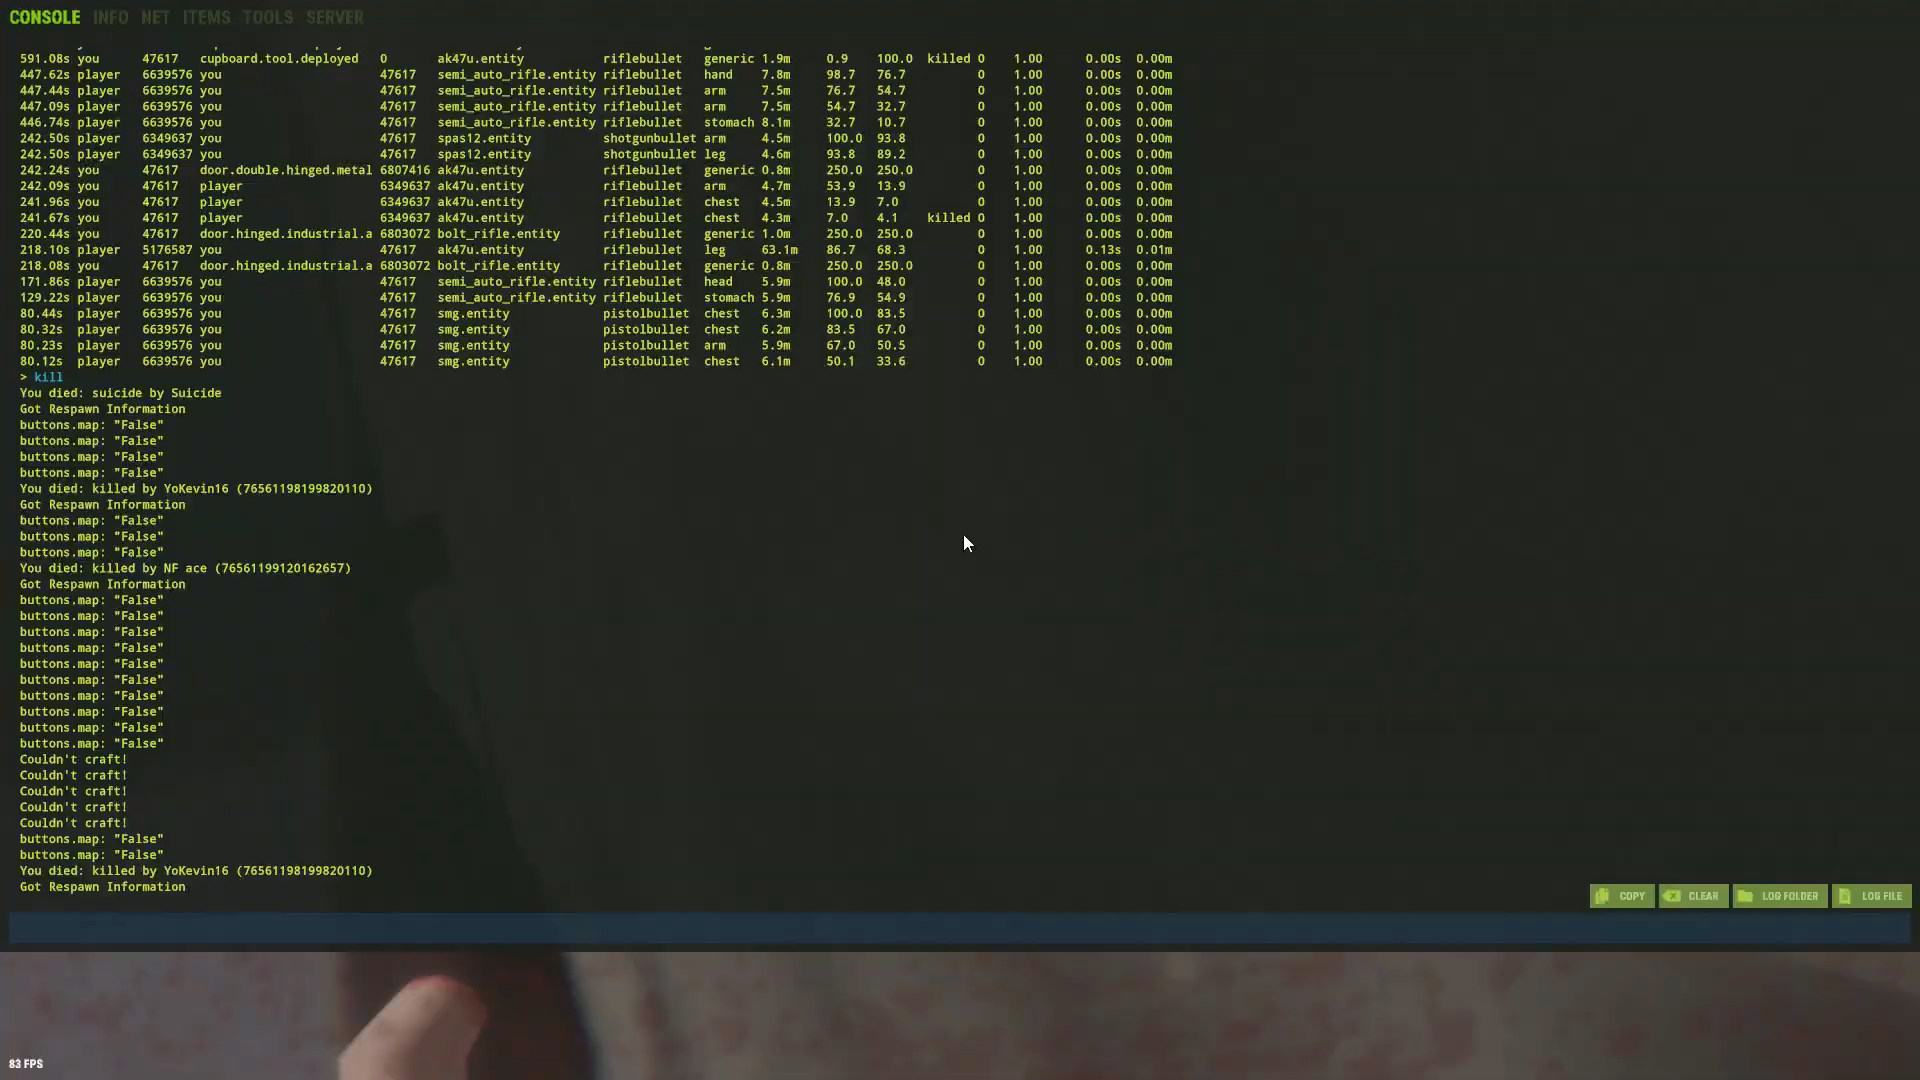 CONSOLE INFO NET ITEMS TOOLS SERVER
591.08s you 47617 cupboard.tool.deployed 0 ak47u.entity riflebullet generic 1.9m 0.9 100.0 killed 0 1.00 0.00s 0.00m
447.62s player 6639576 you 47617 semi_auto_rifle.entity riflebullet hand 7.8m 98.7 76.7 0 1.00 0.00s 0.00m
447.44s player 6639576 you 47617 semi_auto_rifle.entity riflebullet arm 7.5m 76.7 54.7 0 1.00 0.00s 0.00m
447.09s player 6639576 you 47617 semi_auto_rifle.entity riflebullet arm 7.5m 54.7 32.7 0 1.00 0.00s 0.00m
446.74s player 6639576 you 47617 semi_auto_rifle.entity riflebullet stomach 8.1m 32.7 10.7 0 1.00 0.00s 0.00m
242.50s player 6349637 you 47617 spas12.entity shotgunbullet arm 4.5m 100.0 93.8 0 1.00 0.00s 0.00m
242.50s player 6349637 you 47617 spas12.entity shotgunbullet leg 4.6m 93.8 89.2 0 1.00 0.00s 0.00m
242.24s you 47617 door.double.hinged.metal 6807416 ak47u.entity riflebullet generic 0.8m 250.0 250.0 0 1.00 0.00s 0.00m
242.09s you 47617 player 6349637 ak47u.entity riflebullet arm 4.7m 53.9 13.9 0 1.00 0.00s 0.00m
241.96s you 47617 player 6349637 ak47u.entity riflebullet chest 4.5m 13.9 7.0 0 1.00 0.00s 0.00m
241.67s you 47617 player 6349637 ak47u.entity riflebullet chest 4.3m 7.0 4.1 killed 0 1.00 0.00s 0.00m
220.44s you 47617 door.hinged.industrial.a 6803072 bolt_rifle.entity riflebullet generic 1.0m 250.0 250.0 0 1.00 0.00s 0.00m
218.10s player 5176587 you 47617 ak47u.entity riflebullet leg 63.1m 86.7 68.3 0 1.00 0.13s 0.01m
218.08s you 47617 door.hinged.industrial.a 6803072 bolt_rifle.entity riflebullet generic 0.8m 250.0 250.0 0 1.00 0.00s 0.00m
171.86s player 6639576 you 47617 semi_auto_rifle.entity riflebullet head 5.9m 100.0 48.0 0 1.00 0.00s 0.00m
129.22s player 6639576 you 47617 semi_auto_rifle.entity riflebullet stomach 5.9m 76.9 54.9 0 1.00 0.00s 0.00m
80.44s player 6639576 you 47617 smg.entity pistolbullet chest 6.3m 100.0 83.5 0 1.00 0.00s 0.00m
80.32s player 6639576 you 47617 smg.entity pistolbullet chest 6.2m 83.5 67.0 0 1.00 0.00s 0.00m
80.23s player 6639576 you 47617 smg.entity pistolbullet arm 5.9m 67.0 50.5 0 1.00 0.00s 0.00m
80.12s player 6639576 you 47617 smg.entity pistolbullet chest 6.1m 50.1 33.6 0 1.00 0.00s 0.00m
> kill
You died: suicide by Suicide
Got Respawn Information
buttons.map: "False"
buttons.map: "False"
buttons.map: "False"
buttons.map: "False"
You died: killed by YoKevin16 (76561198199820110)
Got Respawn Information
buttons.map: "False"
buttons.map: "False"
buttons.map: "False"
You died: killed by NF ace (76561199120162657)
Got Respawn Information
buttons.map: "False"
buttons.map: "False"
buttons.map: "False"
buttons.map: "False"
buttons.map: "False"
buttons.map: "False"
buttons.map: "False"
buttons.map: "False"
buttons.map: "False"
buttons.map: "False"
Couldn't craft!
Couldn't craft!
Couldn't craft!
Couldn't craft!
Couldn't craft!
buttons.map: "False"
buttons.map: "False"
You died: killed by YoKevin16 (76561198199820110)
Got Respawn Information
COPY CLEAR LOG FOLDER LOG FILE
83 FPS